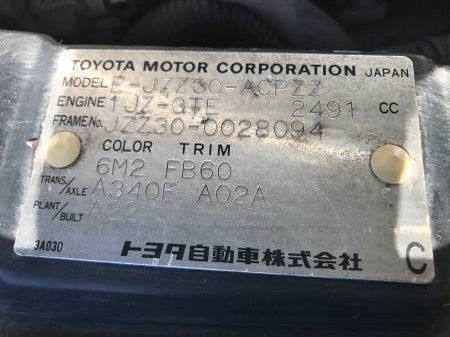 TOYOTA MOTOR CORPORATION JAPAN
MODEL E-JZZ30-ACPZZ
ENGINE 1JZ-GTE 2491 CC
FRAME No. JZZ30-0028094
COLOR TRIM
6M2 FB60
TRANS/AXLE A340E A02A
PLANT/BUILT
3A030 トヨタ自動車株式会社 C